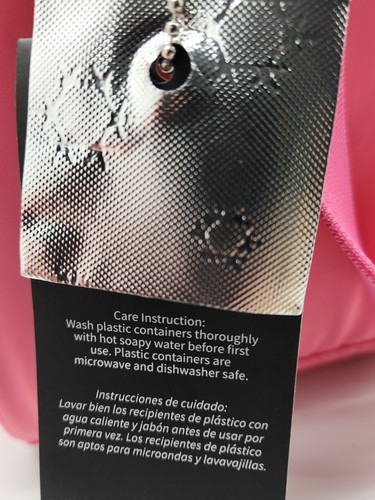 Care Instruction:
Wash plastic containers thoroughly
with hot soapy water before first
use. Plastic containers are
microwave and dishwasher safe.
Instrucciones de cuidado:
Lavar bien los recipientes de plástico con
agua caliente y jabón antes de usar por
primera vez. Los recipientes de plástico
son aptos para microondas y lavavajillas.